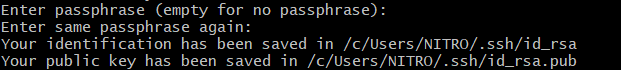 Enter passphrase (empty for no passphrase):
Enter same passphrase again:
Your identification has been saved in /c/Users/NITRO/.ssh/id_rsa
Your public key has been saved in /c/Users/NITRO/.ssh/id_rsa.pub